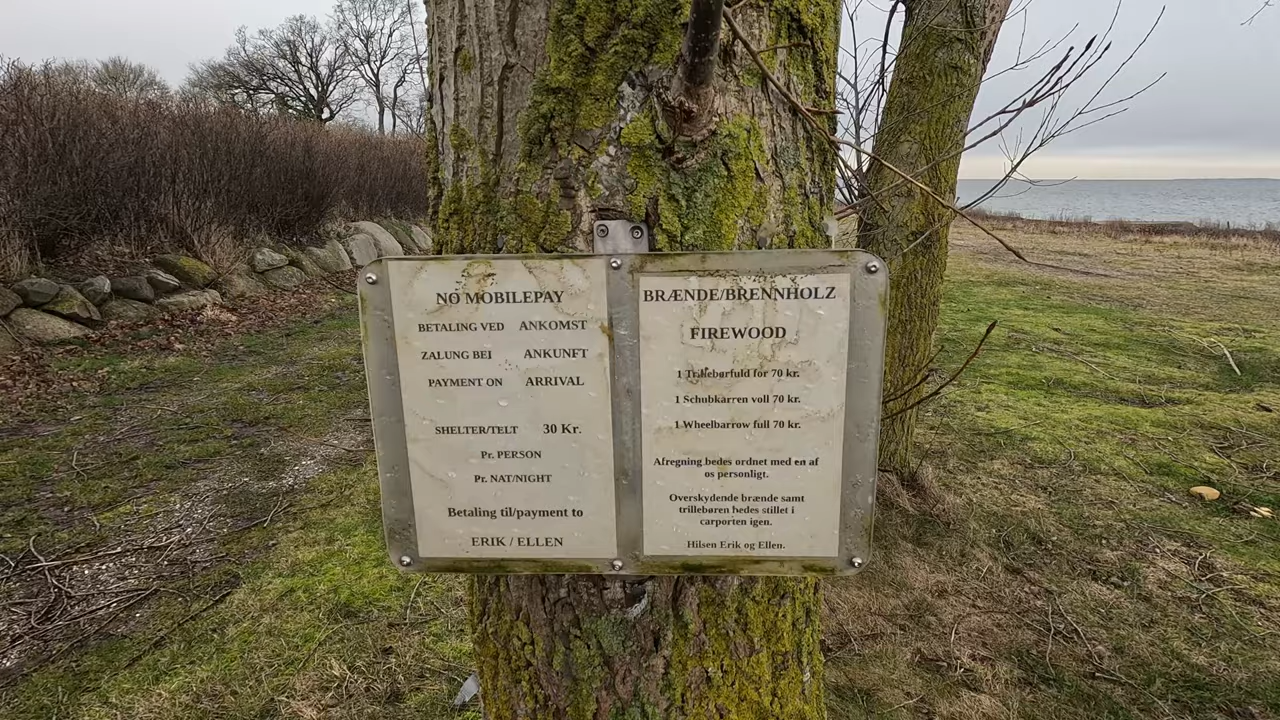 NO MOBILEPAY
BETALING VED ANKOMST
ZALUNG BEI ANKUNFT
PAYMENT ON ARRIVAL
SHELTER/TELT 30 Kr.
Pr. PERSON
Pr. NAT/NIGHT
Betaling til/payment to
ERIK / ELLEN
BRÆNDE/BRENNHOLZ
FIREWOOD
1 Trillebørfuld for 70 kr.
1 Schubkarren voll 70 kr.
1 Wheelbarrow full 70 kr.
Afregning bedes ordnet med en af
os personligt.
Overskydende brænde samt
trillebøren bedes stillet i
carporten igen.
Hilsen Erik og Ellen.